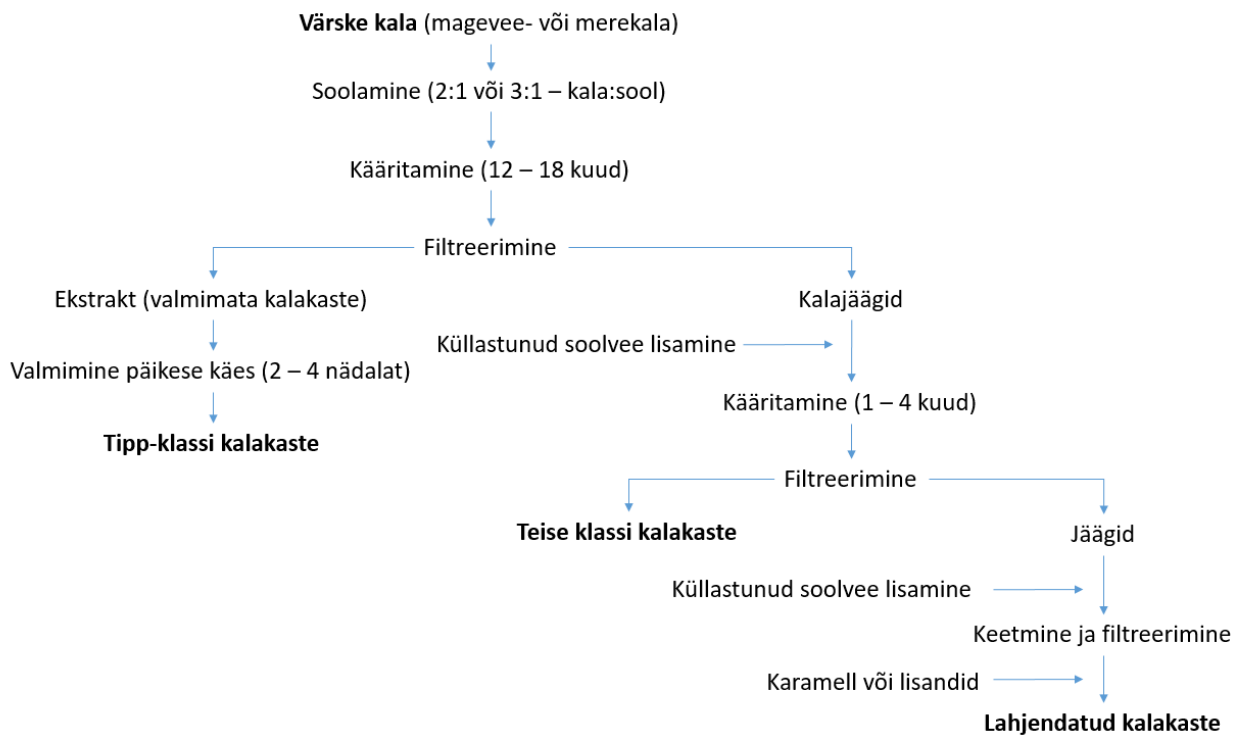 Värske kala (magevee- või merekala)
Soolamine (2:1 või 3:1 – kala:sool)
Kääritamine (12 – 18 kuud)
Filtreerimine
Ekstrakt (valmimata kalakaste)
Kalajäägid
Küllastunud soolvee lisamine
Valmimine päikese käes (2 – 4 nädalat)
Kääritamine (1 – 4 kuud)
Tipp-klassi kalakaste
Filtreerimine
Teise klassi kalakaste
Jäägid
Küllastunud soolvee lisamine
Keetmine ja filtreerimine
Karamell või lisandid
Lahjendatud kalakaste